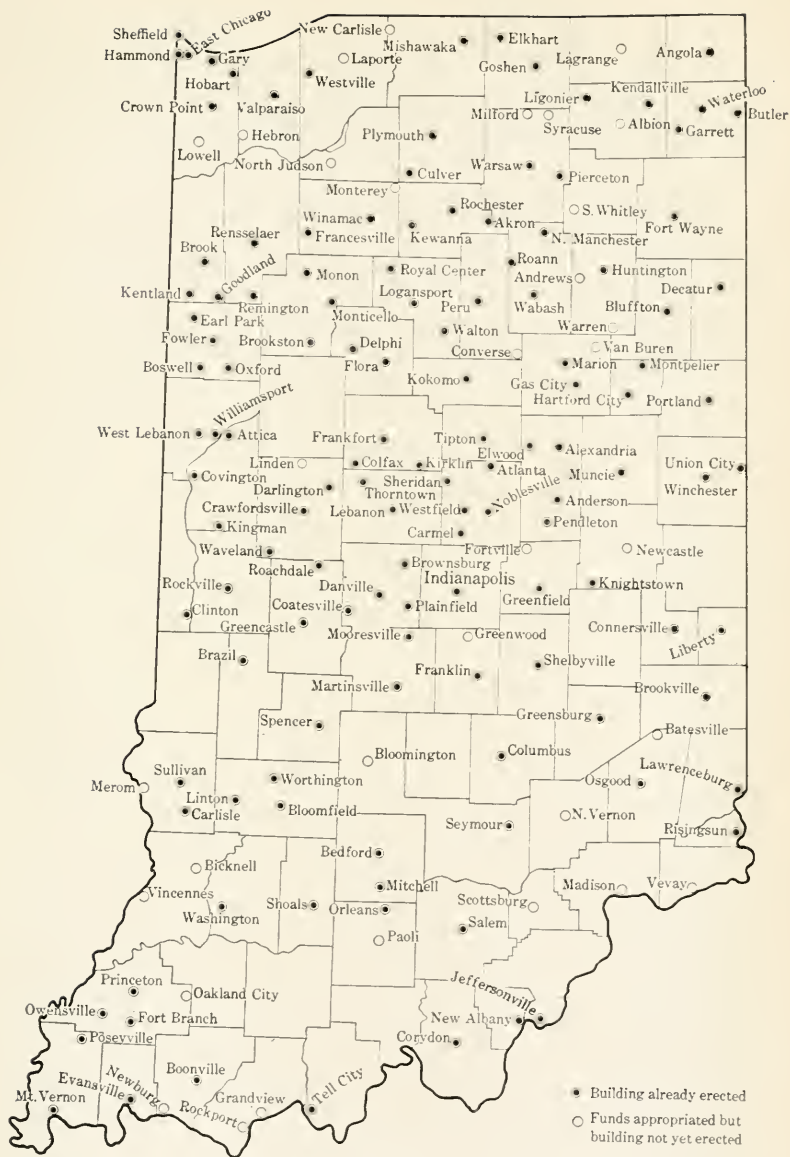 Sheffield
East Chicago
New Carlisle
Mishawaka
Elkhart
Hammond
Gary
Laporte
Goshen
Lagrange
Angola
Hobart
Westville
Crown Point
Valparaiso
Ligonier
Kendallville
Waterloo
Milford
Syracuse
Albion
Garrett
Butler
Hebron
Plymouth
Lowell
North Judson
Culver
Warsaw
Pierceton
Monterey
Winamac
Rochester
S. Whitley
Rensselaer
Francesville
Kewanna
Akron
N. Manchester
Fort Wayne
Brook
Goodland
Monon
Royal Center
Roann
Andrews
Huntington
Kentland
Remington
Monticello
Logansport
Peru
Wabash
Bluffton
Decatur
Earl Park
Walton
Warren
Fowler
Brookston
Delphi
Converse
Van Buren
Boswell
Oxford
Flora
Kokomo
Marion
Montpelier
Gas City
Hartford City
Portland
Williamsport
West Lebanon
Attica
Frankfort
Tipton
Elwood
Alexandria
Linden
Colfax
Kirklin
Atlanta
Muncie
Union City
Covington
Darlington
Sheridan
Thorntown
Noblesville
Winchester
Crawfordsville
Lebanon
Westfield
Anderson
Kingman
Carmel
Pendleton
Waveland
Fortville
Newcastle
Roachdale
Brownsburg
Rockville
Danville
Indianapolis
Knightstown
Clinton
Coatesville
Plainfield
Greenfield
Greencastle
Mooresville
Greenwood
Connersville
Liberty
Brazil
Franklin
Shelbyville
Martinsville
Brookville
Spencer
Greensburg
Batesville
Bloomington
Columbus
Sullivan
Worthington
Osgood
Lawrenceburg
Merom
Linton
Carlisle
Bloomfield
Seymour
N. Vernon
Risingsun
Bicknell
Bedford
Vincennes
Mitchell
Madison
Vevay
Washington
Shoals
Orleans
Scottsburg
Paoli
Salem
Princeton
Oakland City
Jeffersonville
Owensville
Fort Branch
New Albany
Poseyville
Corydon
Boonville
Evansville
Newburg
Grandview
Tell City
Mt. Vernon
Rockport
Building already erected
Funds appropriated but
building not yet erected